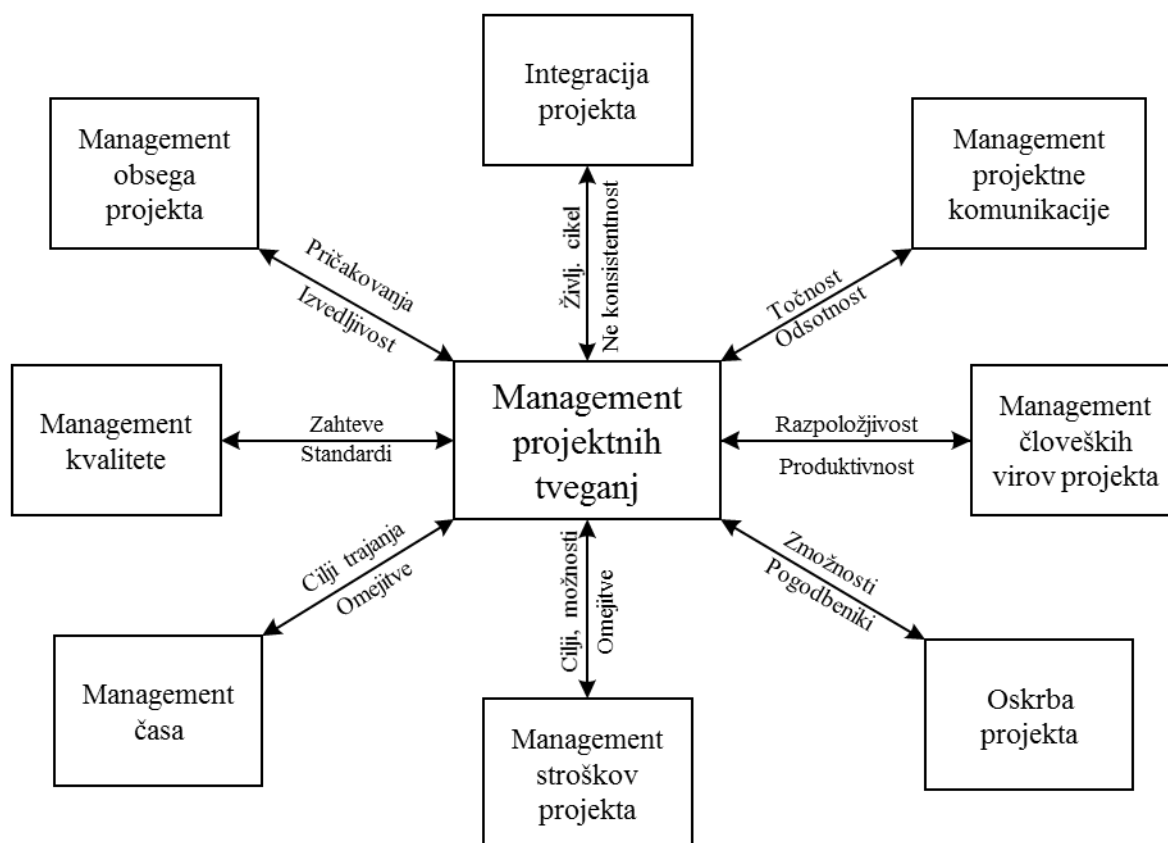 Integracija
projekta
Management
obsega
projekta
Management
projektne
komunikacije
Pričakovanja
Izvedljivost
Življ. cikel
Ne konsistentnost
Točnost
Odsotnost
Management
kvalitete
Zahteve
Standardi
Management
projektnih
tveganj
Razpoložjivost
Produktivnost
Management
človeških
virov projekta
Cilji trajanja
Omejitve
Cilji, možnosti
Omejitve
Zmožnosti
Pogodbeniki
Management
časa
Management
stroškov
projekta
Oskrba
projekta